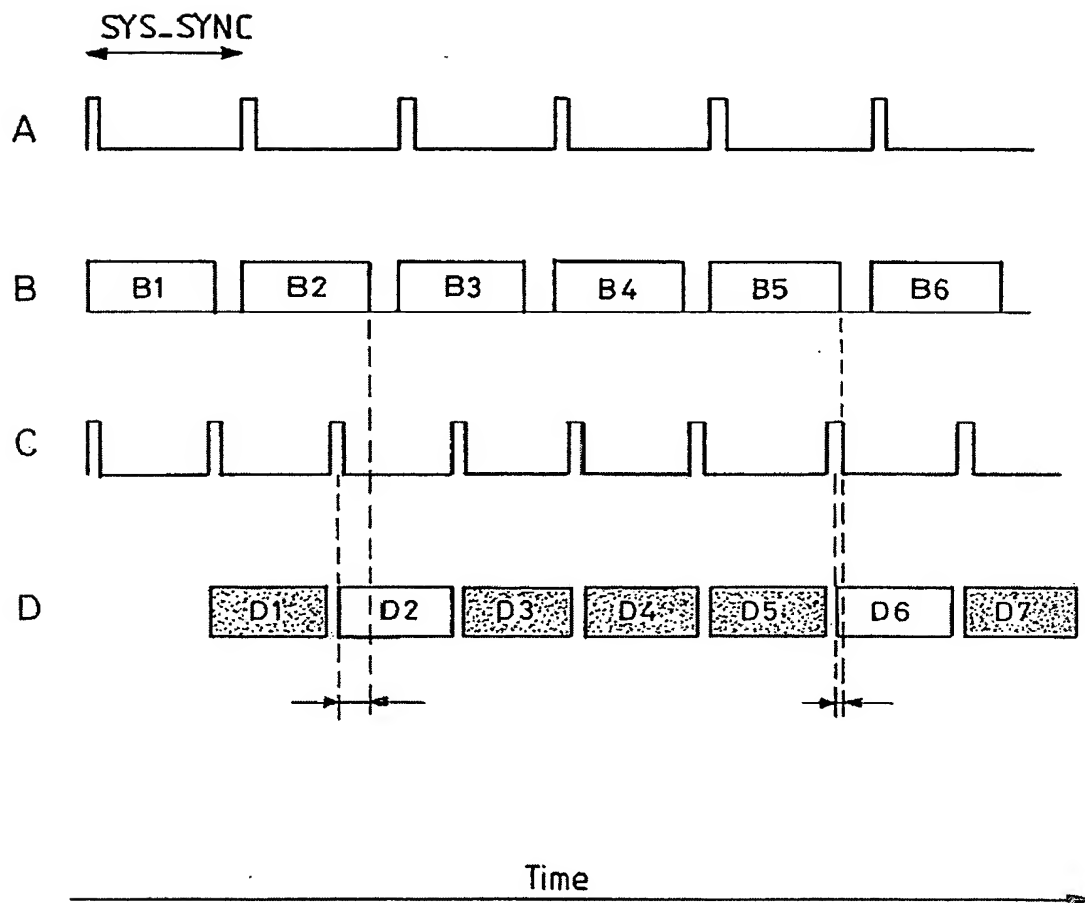 SYS_SYNC
A
B
B1 B2 B3 B4 B5 B6
C
D
D1 D2 D3 D4 D5 D6 D7
Time